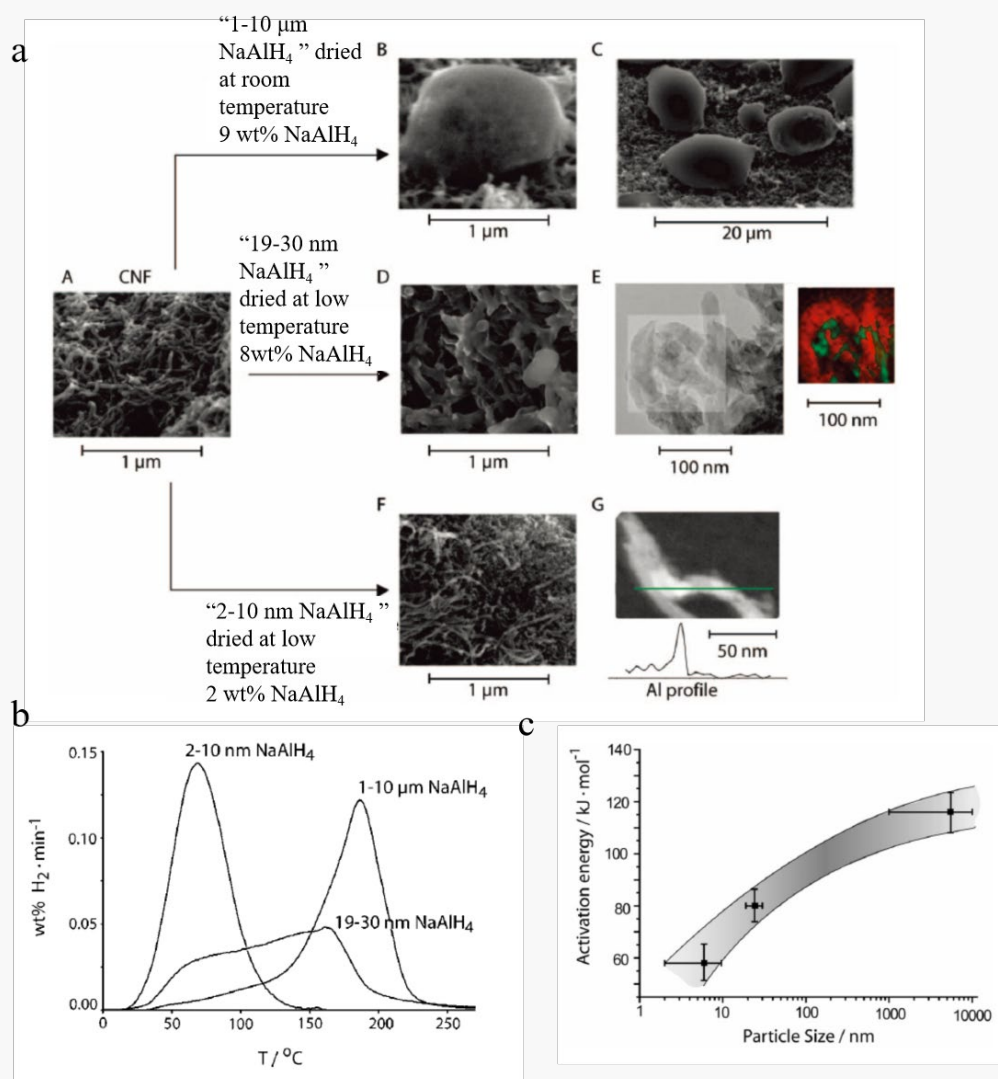 a
“1-10 μm
NaAlH₄ ” dried
at room
temperature
9 wt% NaAlH₄
B
C
1 μm
20 μm
“19-30 nm
NaAlH₄ ”
dried at low
temperature
8wt% NaAlH₄
A CNF
D
E
1 μm
1 μm
100 nm
100 nm
F
G
“2-10 nm NaAlH₄ ”
dried at low
temperature
2 wt% NaAlH₄
1 μm
50 nm
Al profile
b
2-10 nm NaAlH₄
1-10 μm NaAlH₄
19-30 nm NaAlH₄
wt% H₂·min⁻¹
0.15
0.10
0.05
0.00
0 50 100 150 200 250
T / ⁰C
c
Activation energy / kJ·mol⁻¹
140
120
100
80
60
1 10 100 1000 10000
Particle Size / nm